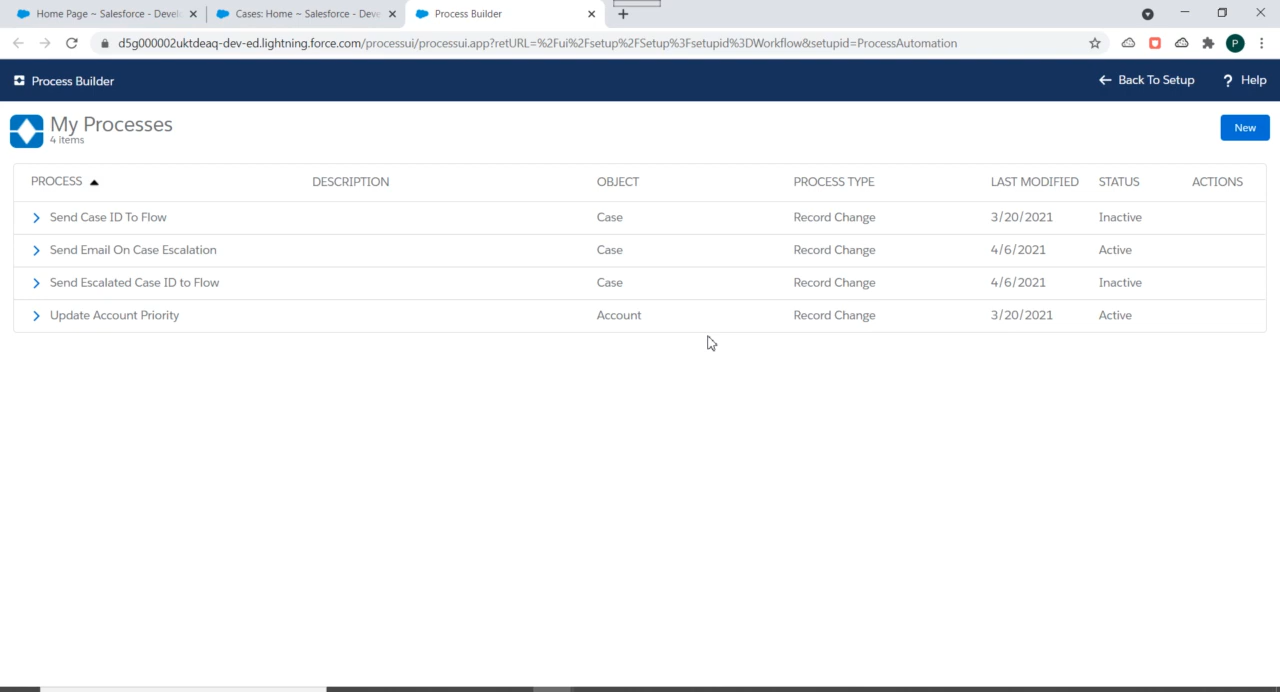 Home Page ~ Salesforce - Devel
Cases: Home ~ Salesforce - Deve
Process Builder
d5g000002uktdeaq-dev-ed.lightning.force.com/processui/processui.app?retURL=%2Fui%2Fsetup%2FSetup%3Fsetupid%3DWorkflow&setupid=ProcessAutomation
P
Process Builder
Back To Setup
? Help
My Processes
4 items
New
PROCESS DESCRIPTION OBJECT PROCESS TYPE LAST MODIFIED STATUS ACTIONS
Send Case ID To Flow Case Record Change 3/20/2021 Inactive
Send Email On Case Escalation Case Record Change 4/6/2021 Active
Send Escalated Case ID to Flow Case Record Change 4/6/2021 Inactive
Update Account Priority Account Record Change 3/20/2021 Active